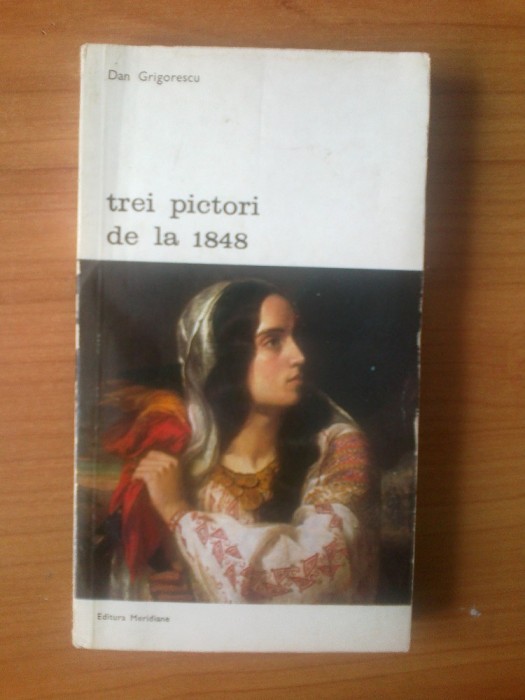 Dan Grigorescu
trei pictori
de la 1848
Editura Meridiane